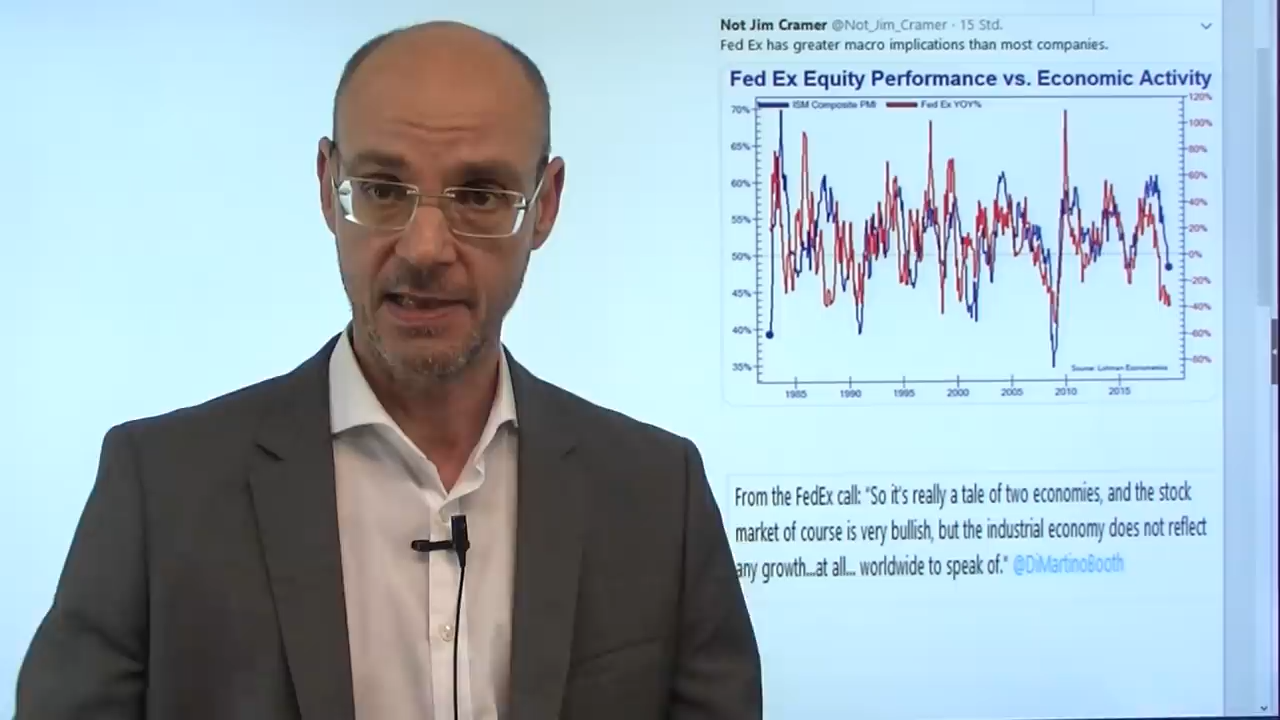 Not Jim Cramer @Not_Jim_Cramer · 15 Std.
Fed Ex has greater macro implications than most companies.
Fed Ex Equity Performance vs. Economic Activity
ISM Composite PMI Fed Ex YOY%
70% 120%
100%
65% 80%
60% 60%
40%
55% 20%
50% 0%
-20%
45% -40%
40% -60%
35% -80%
Source: Lohman Econometrics
1985 1990 1995 2000 2005 2010 2015
From the FedEx call: "So it's really a tale of two economies, and the stock
market of course is very bullish, but the industrial economy does not reflect
any growth...at all... worldwide to speak of." @DiMartinoBooth